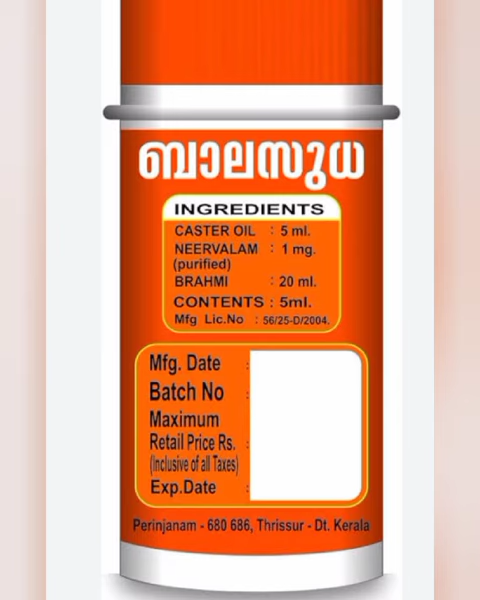 ബാലസുധ
INGREDIENTS
CASTER OIL : 5 ml.
NEERVALAM : 1 mg.
(purified)
BRAHMI : 20 ml.
CONTENTS : 5ml.
Mfg Lic.No : 56/25-D/2004.
Mfg. Date :
Batch No :
Maximum
Retail Price Rs. :
(Inclusive of all Taxes)
Exp.Date :
Perinjanam - 680 686, Thrissur - Dt. Kerala